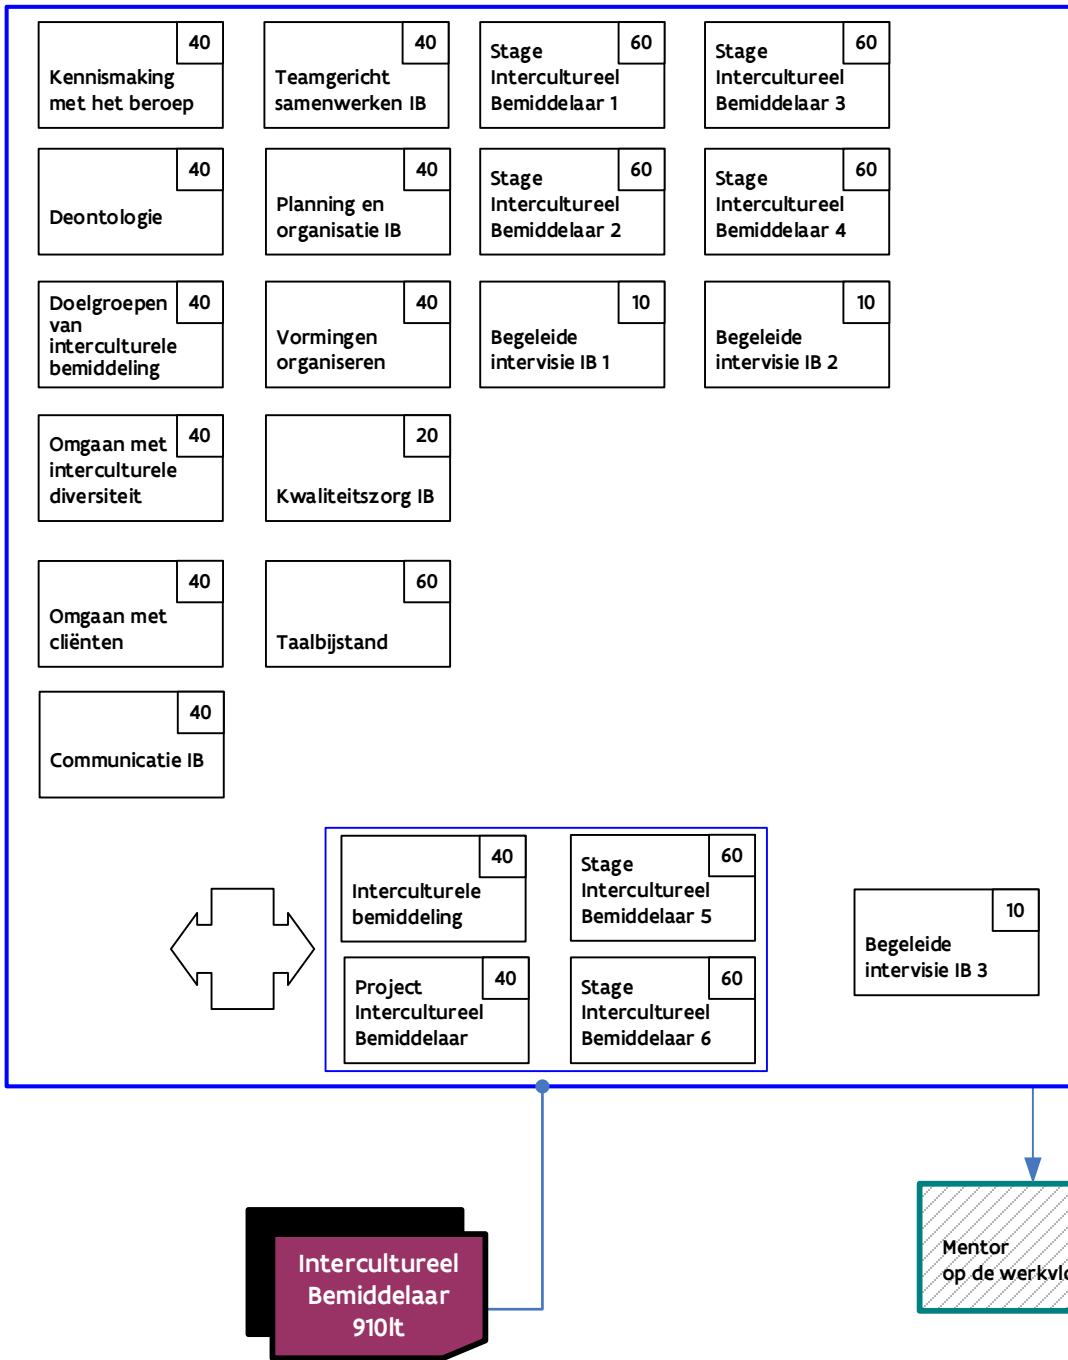 40
Kennismaking
met het beroep
40
Teamgericht
samenwerken IB
60
Stage
Intercultureel
Bemiddelaar 1
60
Stage
Intercultureel
Bemiddelaar 3
40
Deontologie
40
Planning en
organisatie IB
60
Stage
Intercultureel
Bemiddelaar 2
60
Stage
Intercultureel
Bemiddelaar 4
40
Doelgroepen
van
interculturele
bemiddeling
40
Vormingen
organiseren
10
Begeleide
intervisie IB 1
10
Begeleide
intervisie IB 2
40
Omgaan met
interculturele
diversiteit
20
Kwaliteitszorg IB
40
Omgaan met
cliënten
60
Taalbijstand
40
Communicatie IB
40
Interculturele
bemiddeling
60
Stage
Intercultureel
Bemiddelaar 5
10
Begeleide
intervisie IB 3
40
Project
Intercultureel
Bemiddelaar
60
Stage
Intercultureel
Bemiddelaar 6
Intercultureel
Bemiddelaar
910lt
Mentor
op de werkvlo